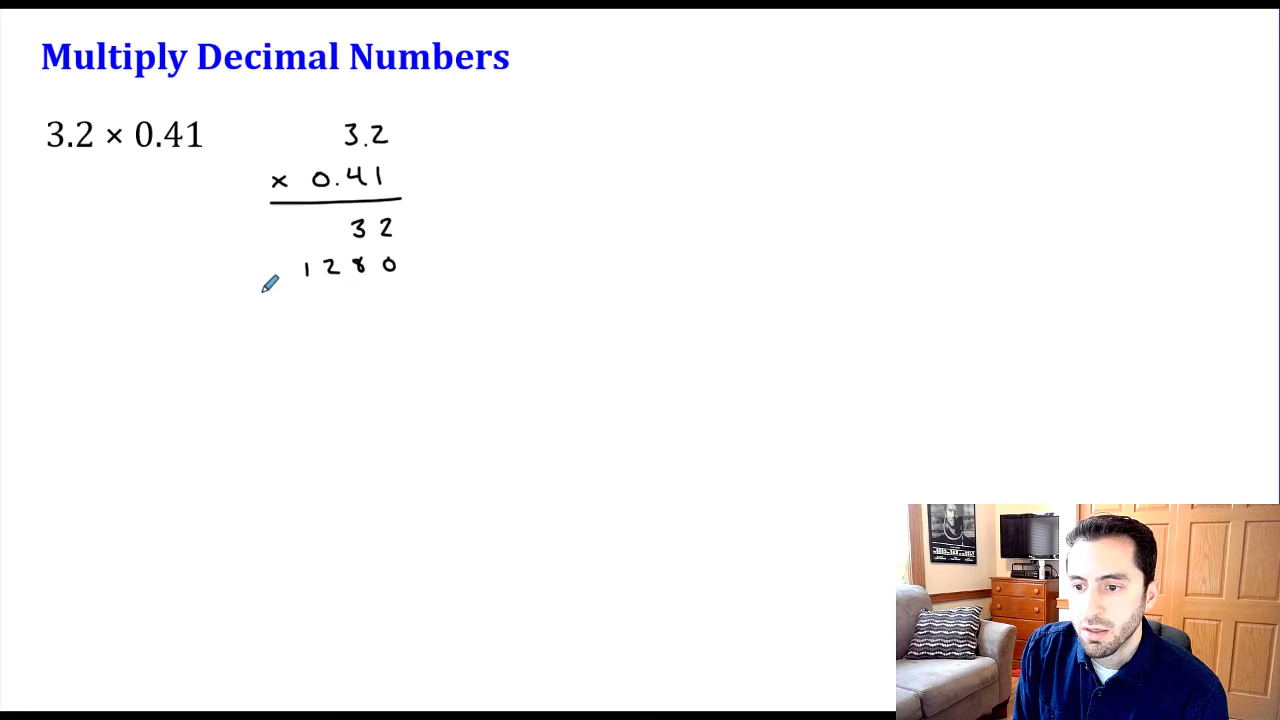 Multiply Decimal Numbers
3.2 × 0.41
3.2
× 0.41
32
1280